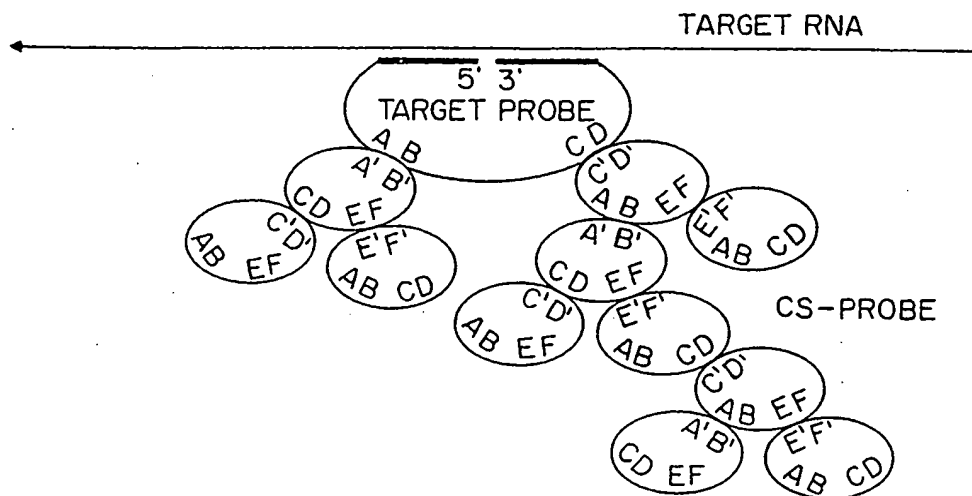 TARGET RNA
5' 3'
TARGET PROBE
AB
CD
A'B'
CD EF
C'D'
AB EF
C'D'
AB EF
E'F'
AB CD
E'F'
AB CD
A'B'
CD EF
C'D'
AB EF
E'F'
AB CD
CS-PROBE
C'D'
AB EF
A'B'
CD EF
E'F'
AB CD